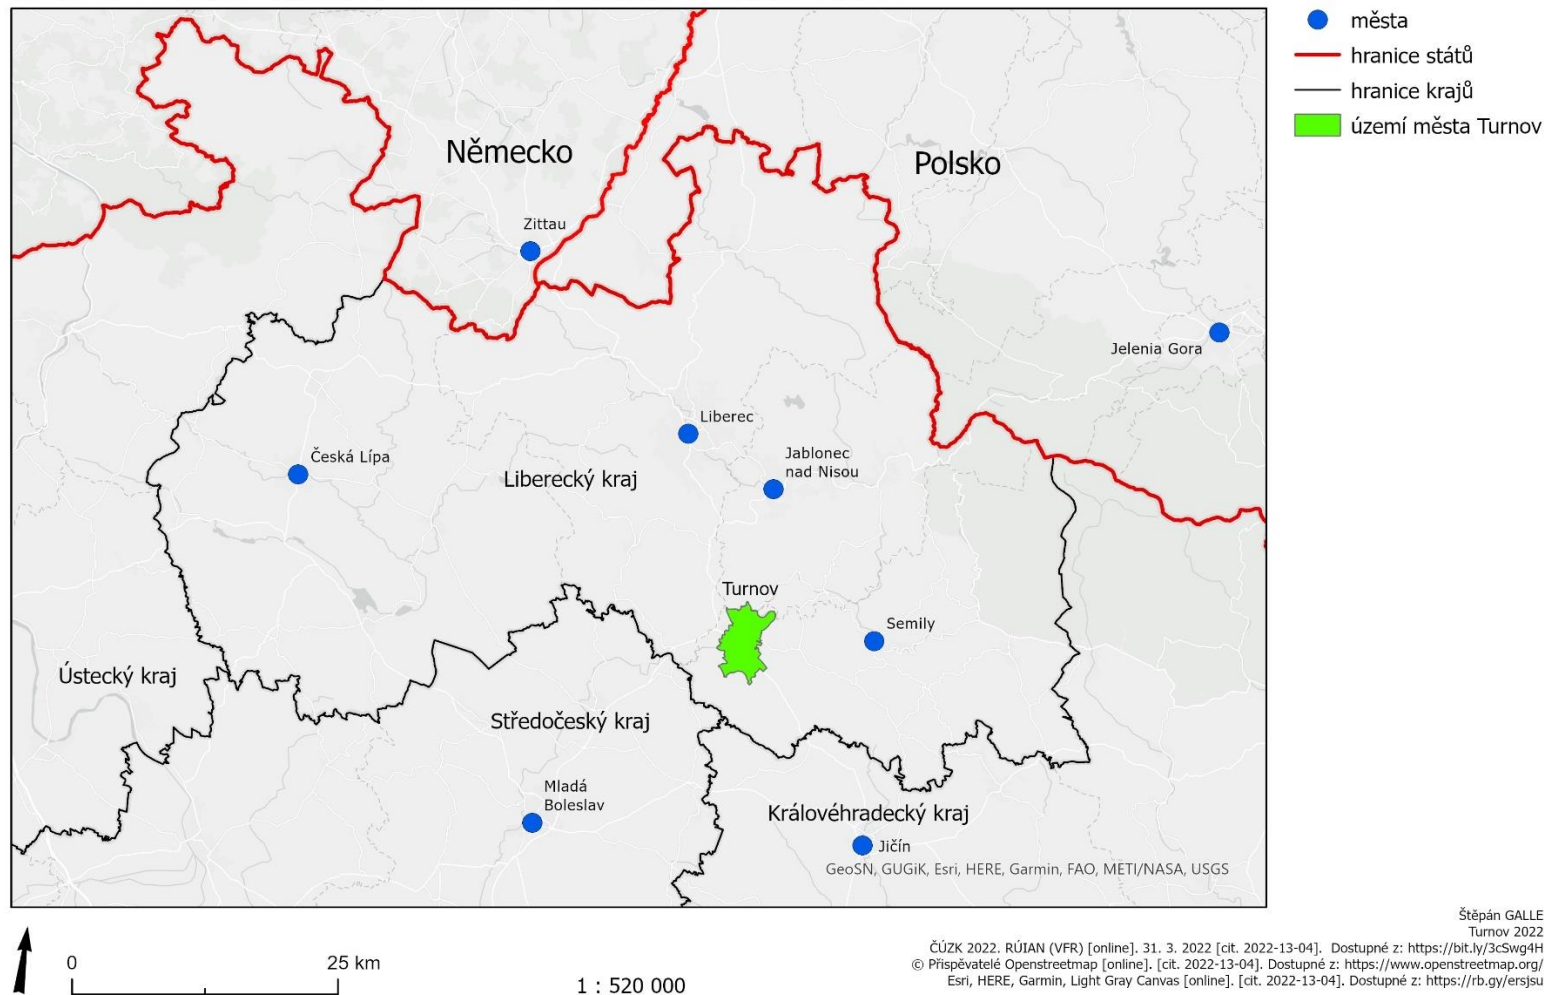 města
hranice států
hranice krajů
území města Turnov
Německo
Polsko
Zittau
Jelenia Gora
Liberec
Česká Lípa
Jablonec
nad Nisou
Liberecký kraj
Turnov
Semily
Ústecký kraj
Středočeský kraj
Mladá
Boleslav
Královéhradecký kraj
Jičín
GeoSN, GUGiK, Esri, HERE, Garmin, FAO, METI/NASA, USGS
0
25 km
1 : 520 000
Štěpán GALLE
Turnov 2022
ČÚZK 2022. RÚIAN (VFR) [online]. 31. 3. 2022 [cit. 2022-13-04]. Dostupné z: https://bit.ly/3cSwg4H
© Přispěvatelé Openstreetmap [online]. [cit. 2022-13-04]. Dostupné z: https://www.openstreetmap.org/
Esri, HERE, Garmin, Light Gray Canvas [online]. [cit. 2022-13-04]. Dostupné z: https://rb.gy/ersjsu